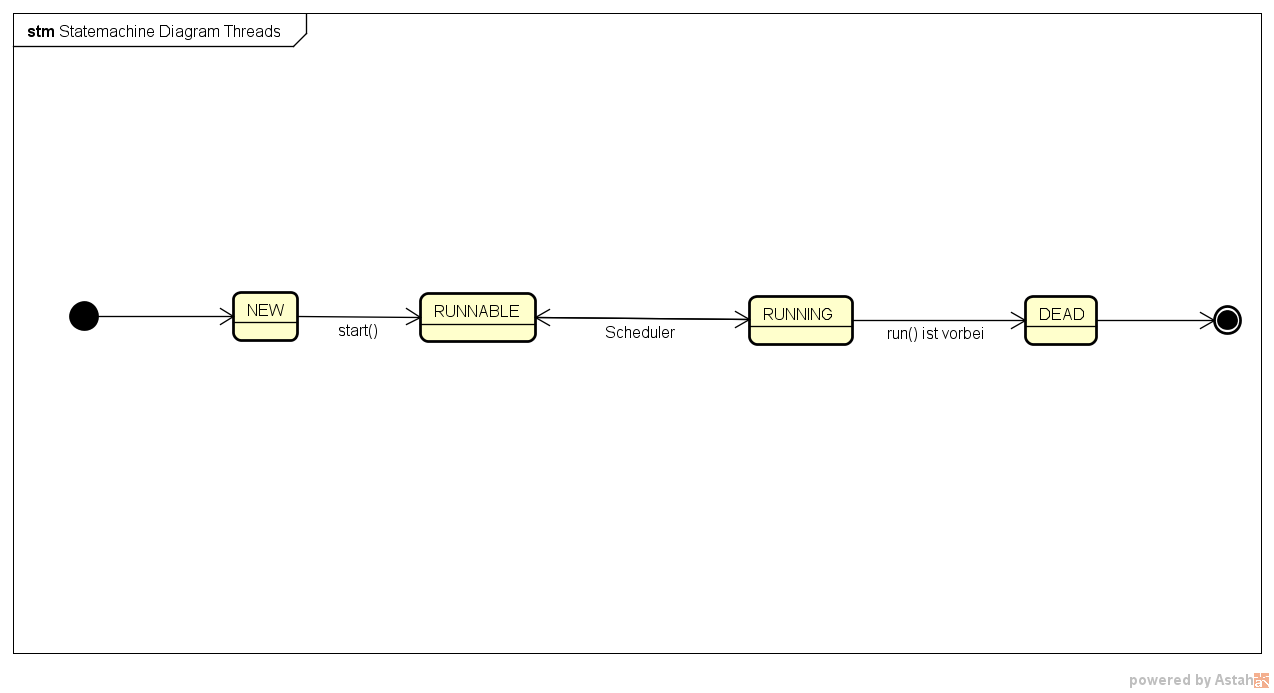 stm Statemachine Diagram Threads
NEW
start()
RUNNABLE
Scheduler
RUNNING
run() ist vorbei
DEAD
powered by Astah